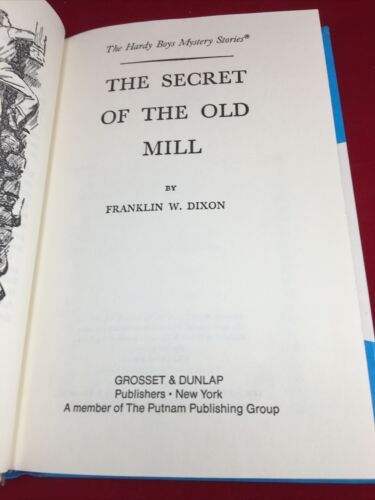 The Hardy Boys Mystery Stories®
THE SECRET
OF THE OLD
MILL
BY
FRANKLIN W. DIXON
GROSSET & DUNLAP
Publishers • New York
A member of The Putnam Publishing Group